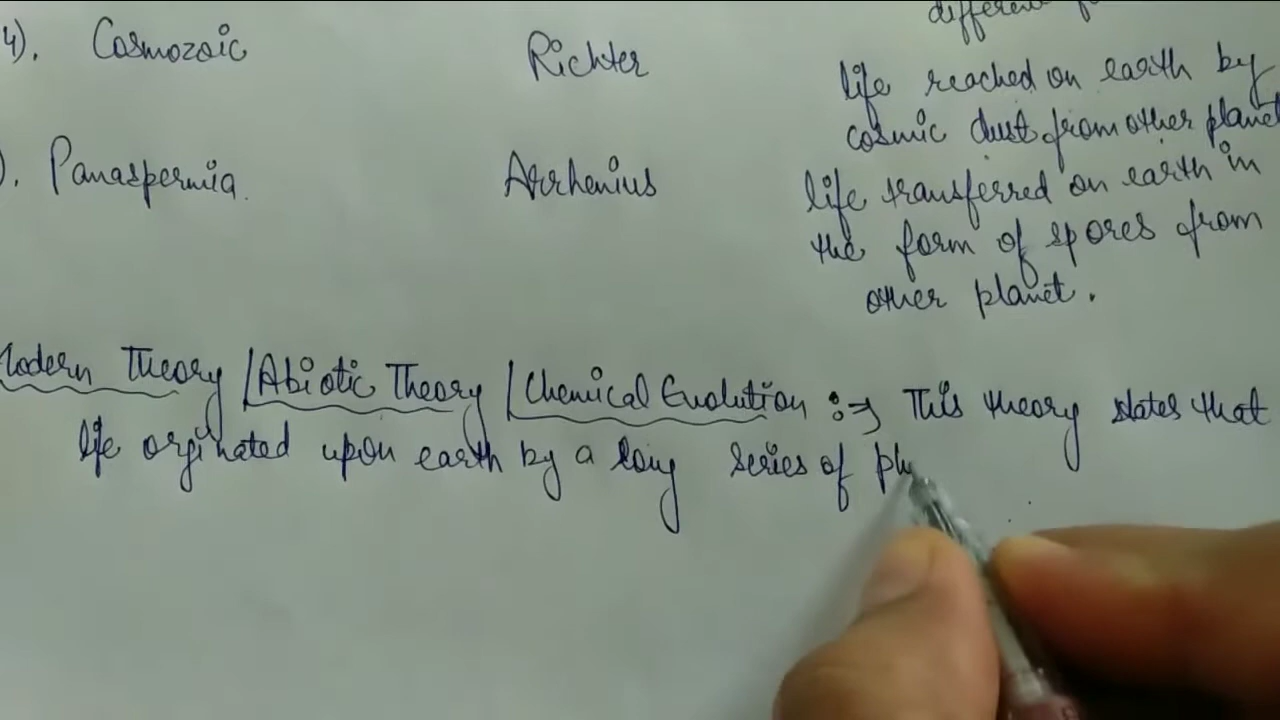 different
4). Cosmozoic Richter life reached on earth by
cosmic dust from other planet
). Panaspermia. Arrhenius life transferred on earth in
the form of spores from
other planet.
Modern Theory / Abiotic Theory / Chemical Evolution :⇒ This theory states that
life orginated upon earth by a long series of ph